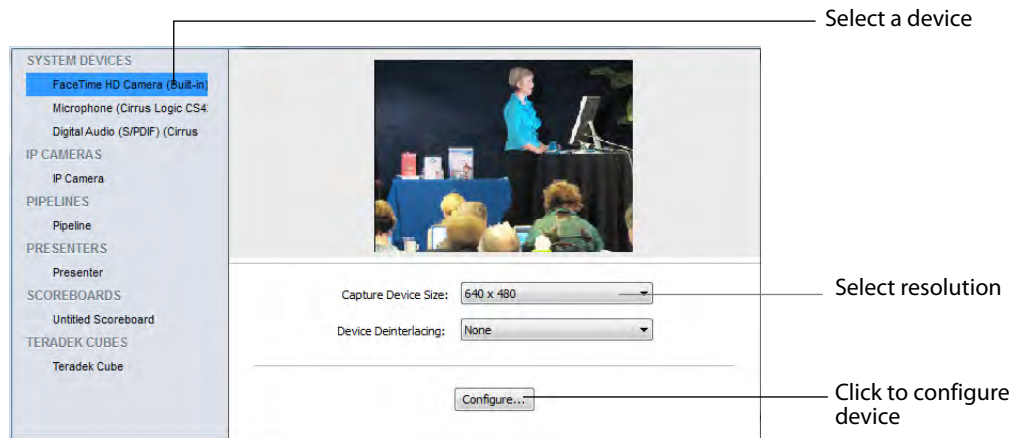 Select a device
SYSTEM DEVICES
FaceTime HD Camera (Built-in)
Microphone (Cirrus Logic CS4
Digital Audio (S/PDIF) (Cirrus
IP CAMERAS
IP Camera
PIPELINES
Pipeline
PRESENTERS
Presenter
SCOREBOARDS
Untitled Scoreboard
TERADEK CUBES
Teradek Cube
Capture Device Size: 640 x 480
Select resolution
Device Deinterlacing: None
Configure...
Click to configure
device